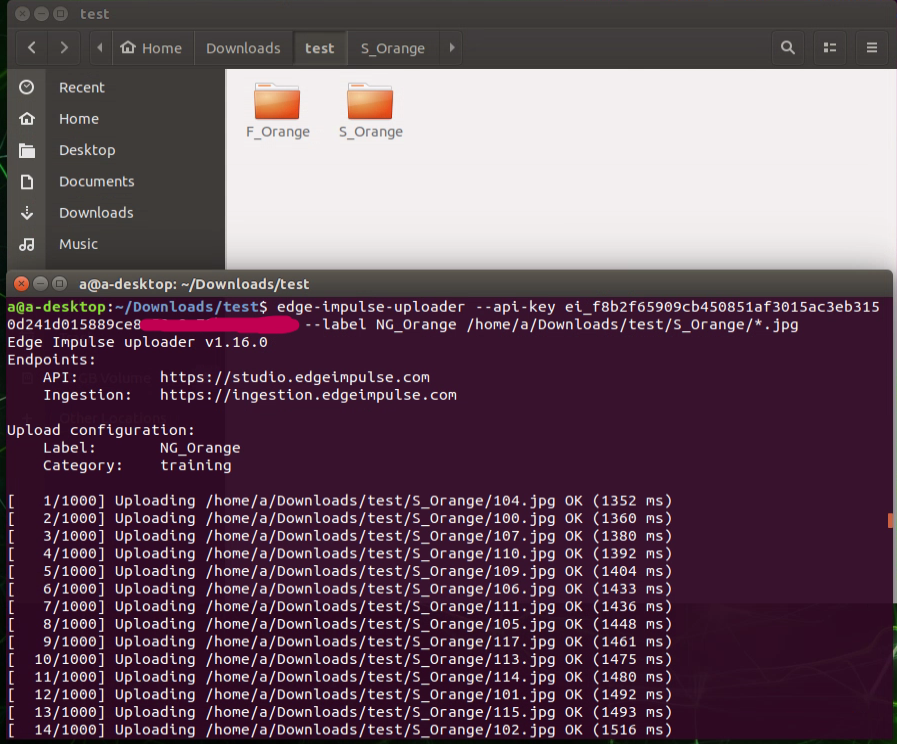 test
Home
Downloads
test
S_Orange
Recent
Home
Desktop
Documents
Downloads
Music
F_Orange
S_Orange
a@a-desktop: ~/Downloads/test
a@a-desktop:~/Downloads/test$ edge-impulse-uploader --api-key ei_f8b2f65909cb450851af3015ac3eb315
0d241d015889ce8 --label NG_Orange /home/a/Downloads/test/S_Orange/*.jpg
Edge Impulse uploader v1.16.0
Endpoints:
API: https://studio.edgeimpulse.com
Ingestion: https://ingestion.edgeimpulse.com
Upload configuration:
Label: NG_Orange
Category: training
[ 1/1000] Uploading /home/a/Downloads/test/S_Orange/104.jpg OK (1352 ms)
[ 2/1000] Uploading /home/a/Downloads/test/S_Orange/100.jpg OK (1360 ms)
[ 3/1000] Uploading /home/a/Downloads/test/S_Orange/107.jpg OK (1380 ms)
[ 4/1000] Uploading /home/a/Downloads/test/S_Orange/110.jpg OK (1392 ms)
[ 5/1000] Uploading /home/a/Downloads/test/S_Orange/109.jpg OK (1404 ms)
[ 6/1000] Uploading /home/a/Downloads/test/S_Orange/106.jpg OK (1433 ms)
[ 7/1000] Uploading /home/a/Downloads/test/S_Orange/111.jpg OK (1436 ms)
[ 8/1000] Uploading /home/a/Downloads/test/S_Orange/105.jpg OK (1448 ms)
[ 9/1000] Uploading /home/a/Downloads/test/S_Orange/117.jpg OK (1461 ms)
[ 10/1000] Uploading /home/a/Downloads/test/S_Orange/113.jpg OK (1475 ms)
[ 11/1000] Uploading /home/a/Downloads/test/S_Orange/114.jpg OK (1480 ms)
[ 12/1000] Uploading /home/a/Downloads/test/S_Orange/101.jpg OK (1492 ms)
[ 13/1000] Uploading /home/a/Downloads/test/S_Orange/115.jpg OK (1493 ms)
[ 14/1000] Uploading /home/a/Downloads/test/S_Orange/102.jpg OK (1516 ms)